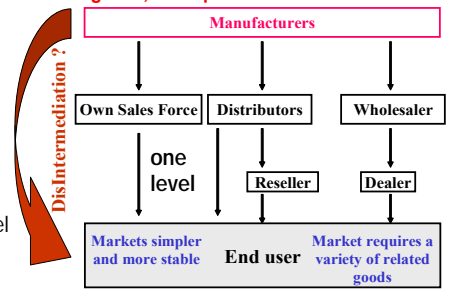 Manufacturers
DisIntermediation ?
Own Sales Force
Distributors
Wholesaler
one
level
Reseller
Dealer
el
Markets simpler
and more stable
End user
Market requires a
variety of related
goods